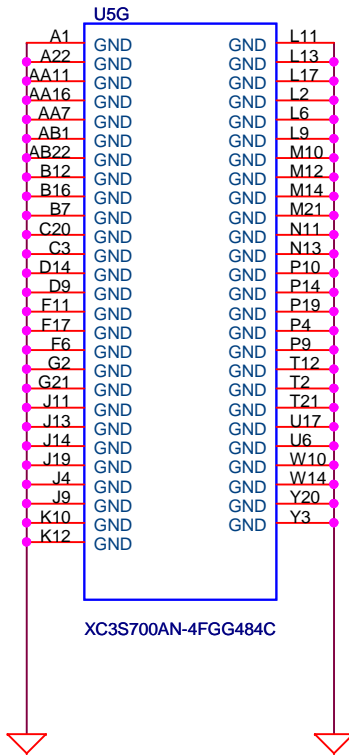 U5G
A1 GND GND L11
A22 GND GND L13
AA11 GND GND L17
AA16 GND GND L2
AA7 GND GND L6
AB1 GND GND L9
AB22 GND GND M10
B12 GND GND M12
B16 GND GND M14
B7 GND GND M21
C20 GND GND N11
C3 GND GND N13
D14 GND GND P10
D9 GND GND P14
F11 GND GND P19
F17 GND GND P4
F6 GND GND P9
G2 GND GND T12
G21 GND GND T2
J11 GND GND T21
J13 GND GND U17
J14 GND GND U6
J19 GND GND W10
J4 GND GND W14
J9 GND GND Y20
K10 GND GND Y3
K12 GND
XC3S700AN-4FGG484C